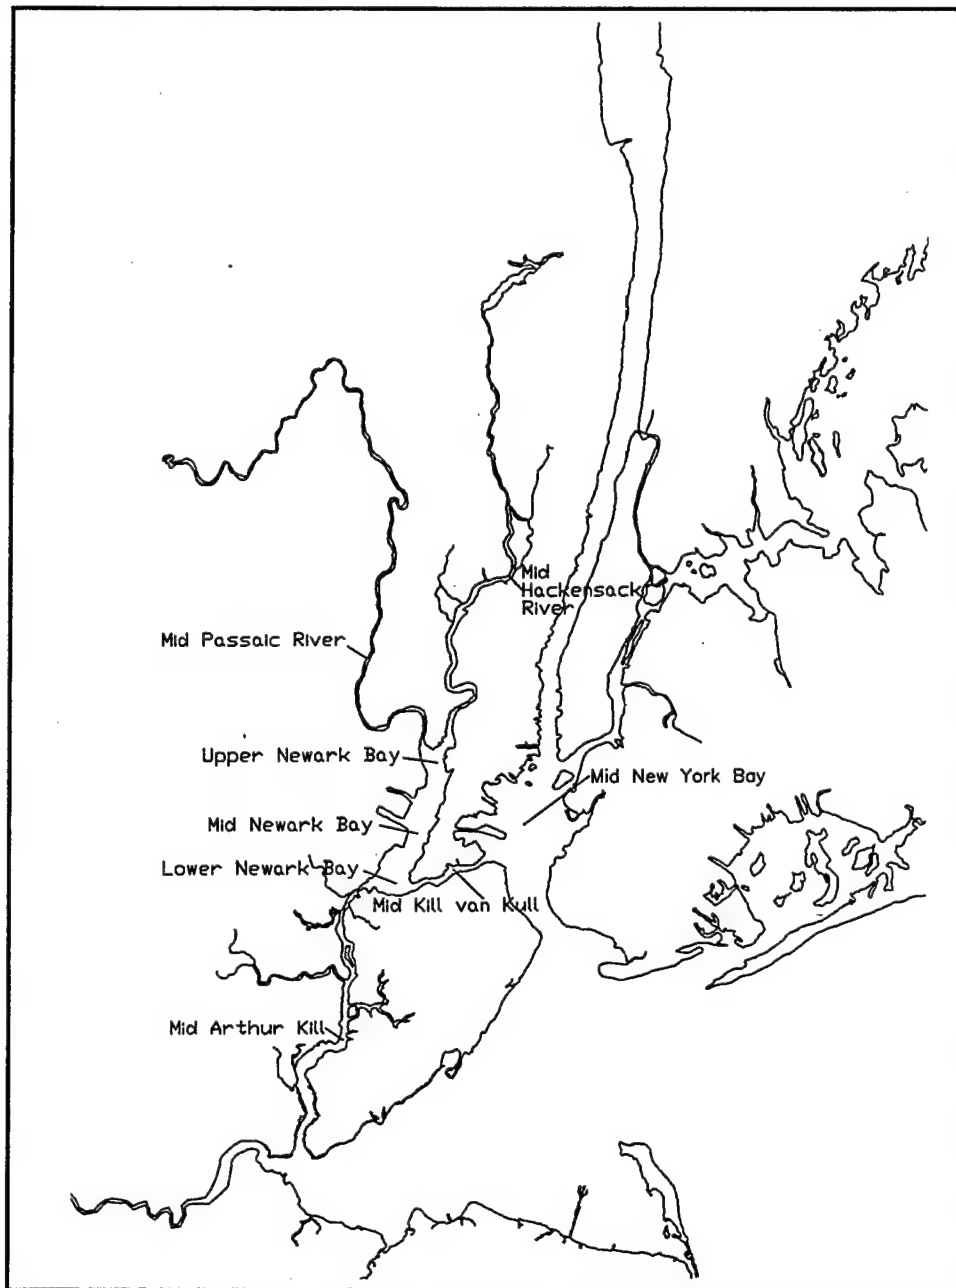 Mid
Hackensack
River
Mid Passaic River
Upper Newark Bay
Mid New York Bay
Mid Newark Bay
Lower Newark Bay
Mid Kill van Kull
Mid Arthur Kill